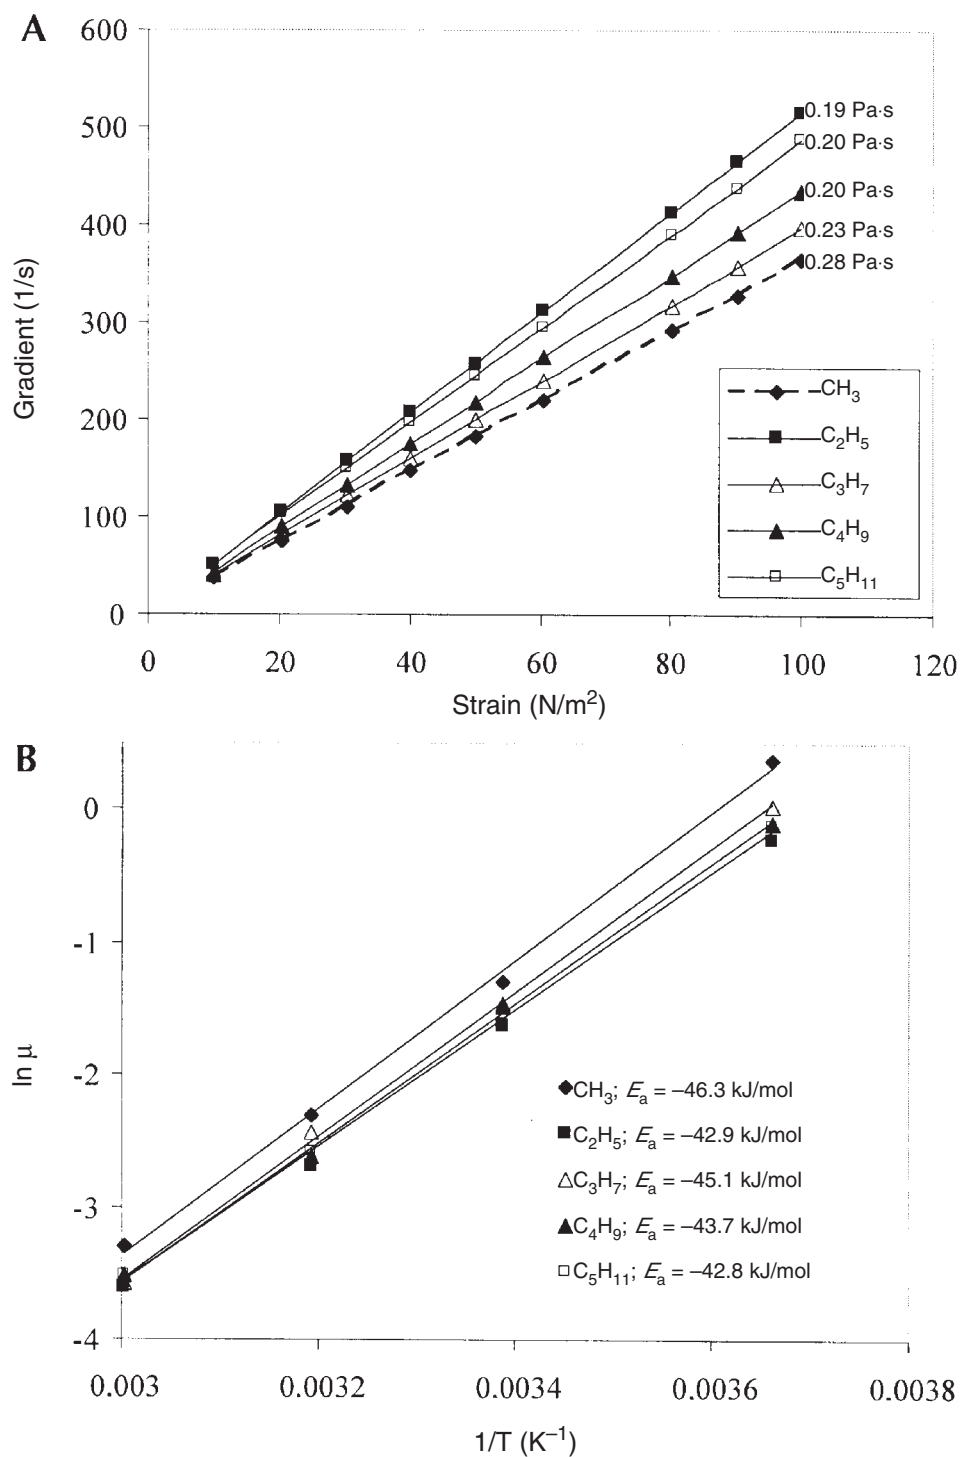 A
600
500
400
300
200
100
0
Gradient (1/s)
0.19 Pa·s
0.20 Pa·s
0.20 Pa·s
0.23 Pa·s
0.28 Pa·s
CH3
C2H5
C3H7
C4H9
C5H11
0 20 40 60 80 100 120
Strain (N/m²)
B
0
-1
-2
-3
-4
ln μ
CH3; Ea = –46.3 kJ/mol
C2H5; Ea = –42.9 kJ/mol
C3H7; Ea = –45.1 kJ/mol
C4H9; Ea = –43.7 kJ/mol
C5H11; Ea = –42.8 kJ/mol
0.003 0.0032 0.0034 0.0036 0.0038
1/T (K⁻¹)